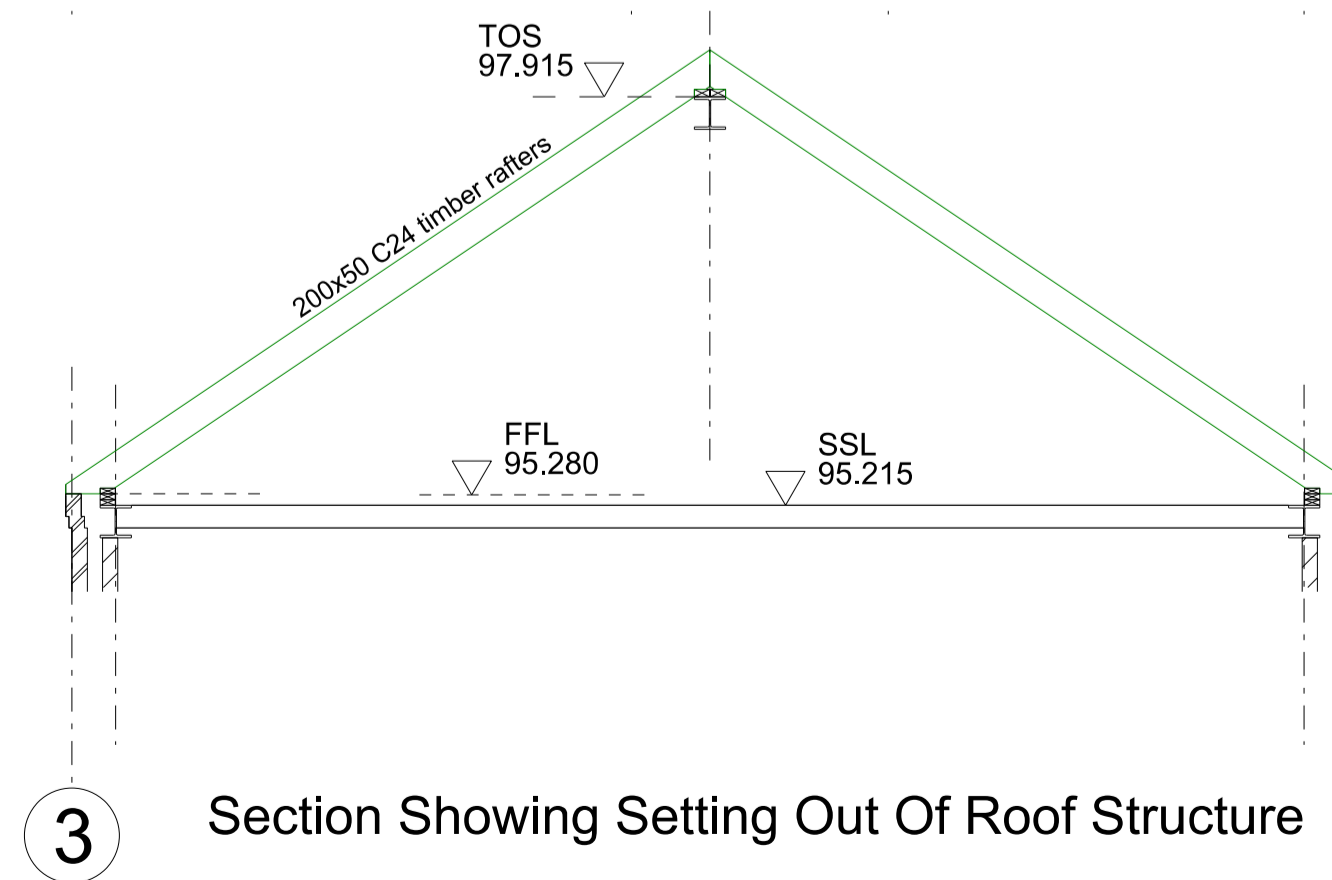 TOS
97.915
200x50 C24 timber rafters
FFL
95.280
SSL
95.215
3
Section Showing Setting Out Of Roof Structure